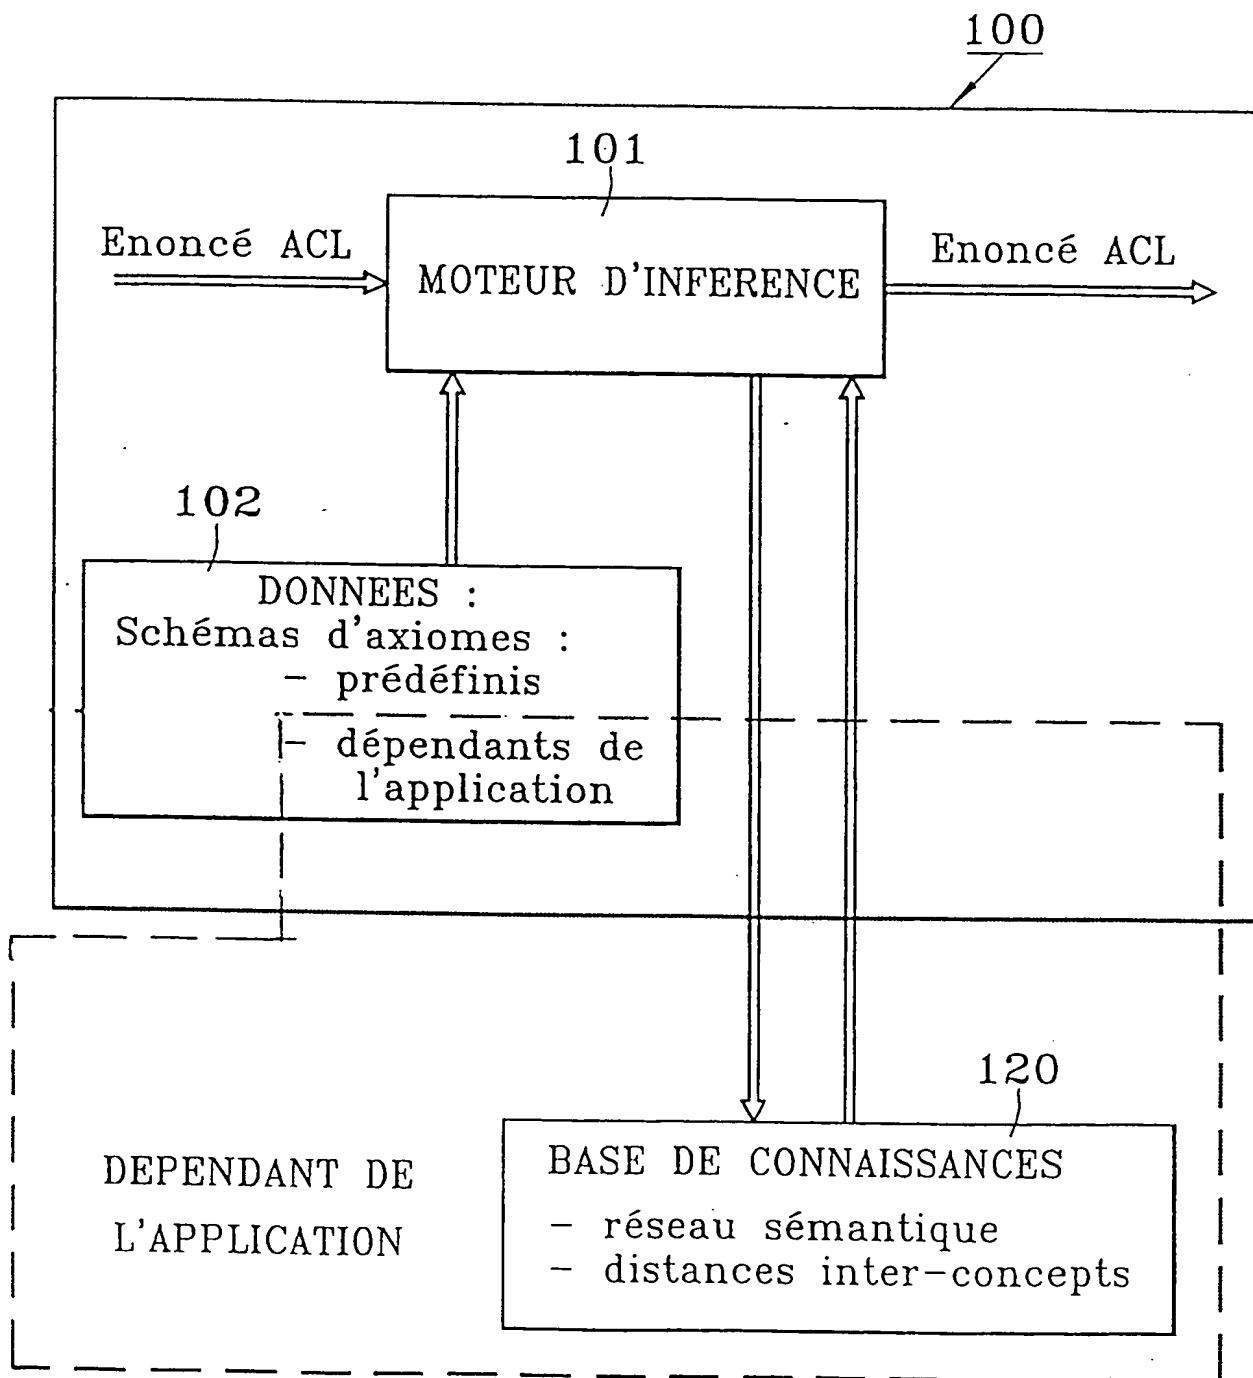 100
101
Enoncé ACL
MOTEUR D'INFERENCE
Enoncé ACL
102
DONNEES :
Schémas d'axiomes :
- prédéfinis
- dépendants de
l'application
120
DEPENDANT DE
L'APPLICATION
BASE DE CONNAISSANCES
- réseau sémantique
- distances inter-concepts